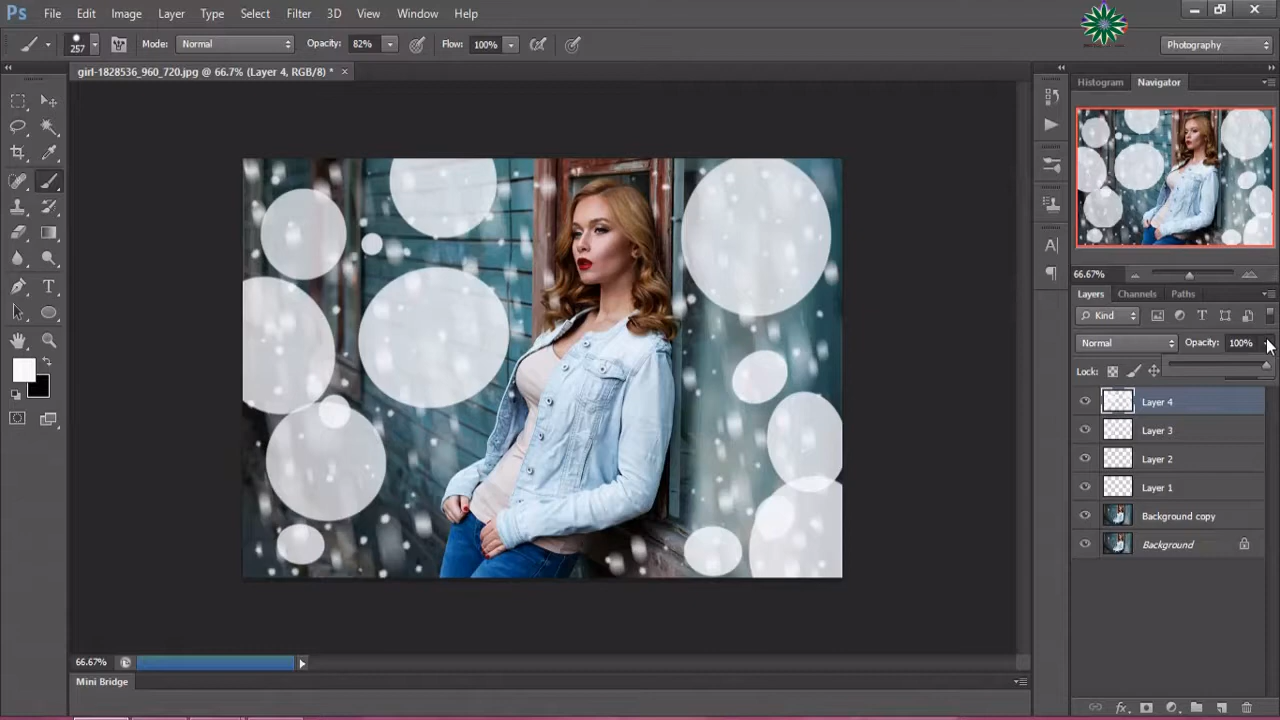 Ps File Edit Image Layer Type Select Filter 3D View Window Help
257 Mode: Normal Opacity: 82% Flow: 100% Photography
girl-1828536_960_720.jpg @ 66.7% (Layer 4, RGB/8) * ×
Histogram Navigator
66.67%
Layers Channels Paths
Kind T
Normal Opacity: 100%
Lock:
Layer 4
Layer 3
Layer 2
Layer 1
Background copy
Background
66.67%
Mini Bridge
fx